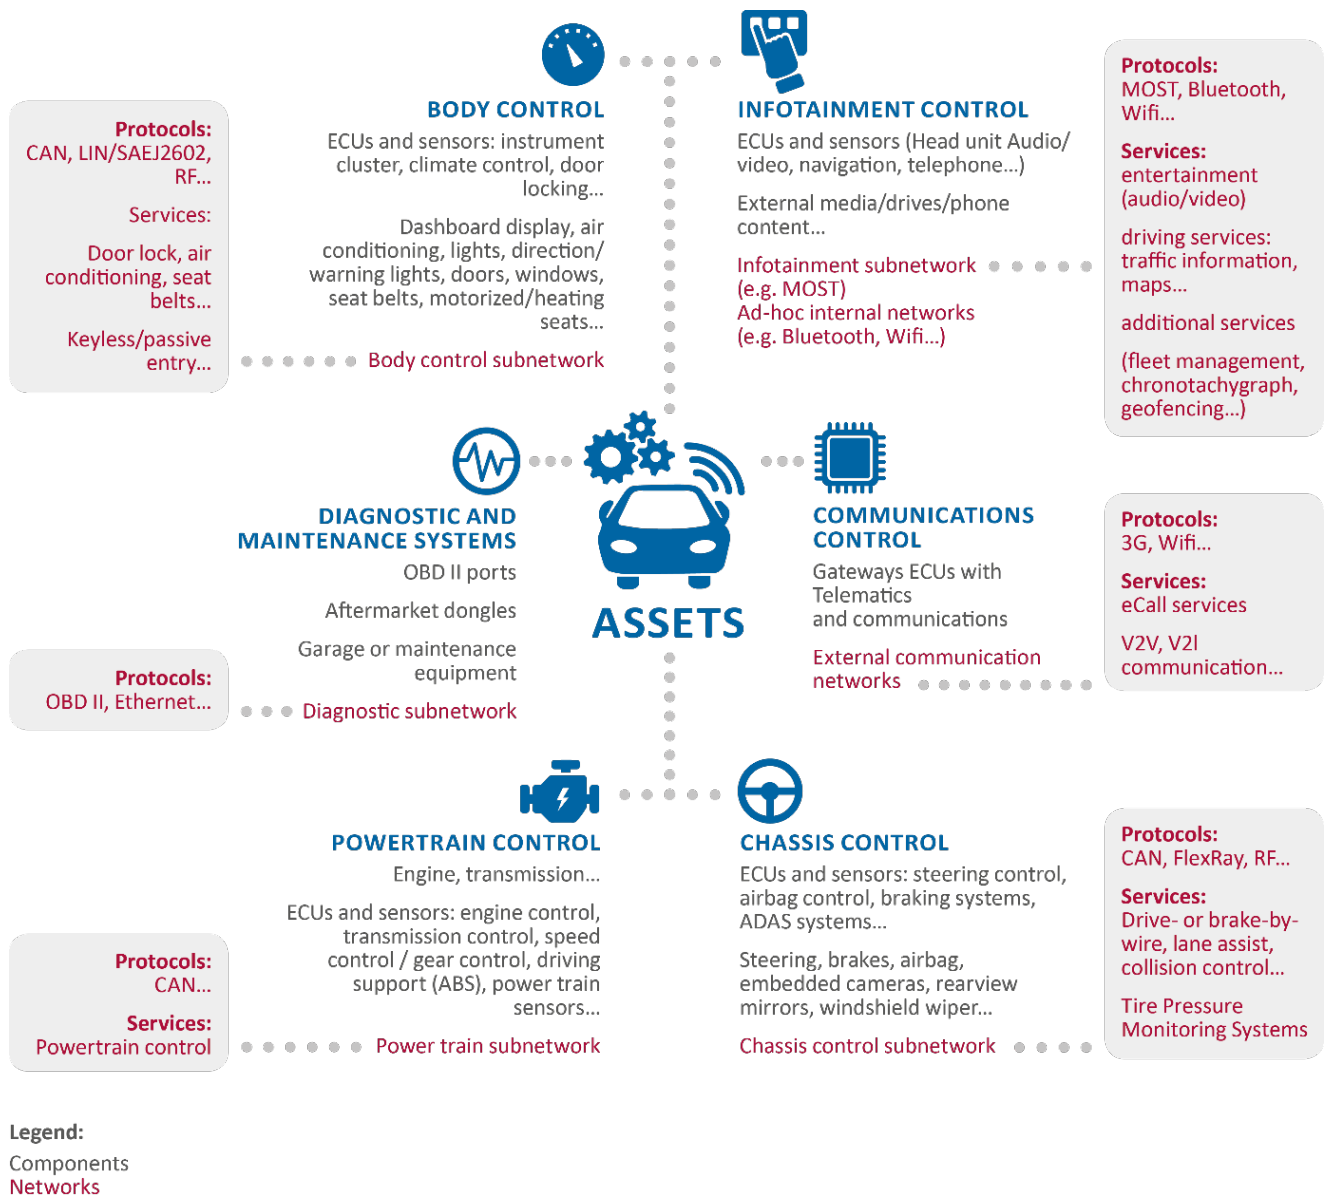 BODY CONTROL
ECUs and sensors: instrument
cluster, climate control, door
locking...
Dashboard display, air
conditioning, lights, direction/
warning lights, doors, windows,
seat belts, motorized/heating
seats...
Body control subnetwork
Protocols:
CAN, LIN/SAEJ2602,
RF...
Services:
Door lock, air
conditioning, seat
belts...
Keyless/passive
entry...
INFOTAINMENT CONTROL
ECUs and sensors (Head unit Audio/
video, navigation, telephone...)
External media/drives/phone
content...
Infotainment subnetwork
(e.g. MOST)
Ad-hoc internal networks
(e.g. Bluetooth, Wifi...)
Protocols:
MOST, Bluetooth,
Wifi...
Services:
entertainment
(audio/video)
driving services:
traffic information,
maps...
additional services
(fleet management,
chronotachygraph,
geofencing...)
DIAGNOSTIC AND
MAINTENANCE SYSTEMS
OBD II ports
Aftermarket dongles
Garage or maintenance
equipment
Diagnostic subnetwork
Protocols:
OBD II, Ethernet...
ASSETS
COMMUNICATIONS
CONTROL
Gateways ECUs with
Telematics
and communications
External communication
networks
Protocols:
3G, Wifi...
Services:
eCall services
V2V, V2I
communication...
POWERTRAIN CONTROL
Engine, transmission...
ECUs and sensors: engine control,
transmission control, speed
control / gear control, driving
support (ABS), power train
sensors...
Power train subnetwork
Protocols:
CAN...
Services:
Powertrain control
CHASSIS CONTROL
ECUs and sensors: steering control,
airbag control, braking systems,
ADAS systems...
Steering, brakes, airbag,
embedded cameras, rearview
mirrors, windshield wiper...
Chassis control subnetwork
Protocols:
CAN, FlexRay, RF...
Services:
Drive- or brake-by-
wire, lane assist,
collision control...
Tire Pressure
Monitoring Systems
Legend:
Components
Networks